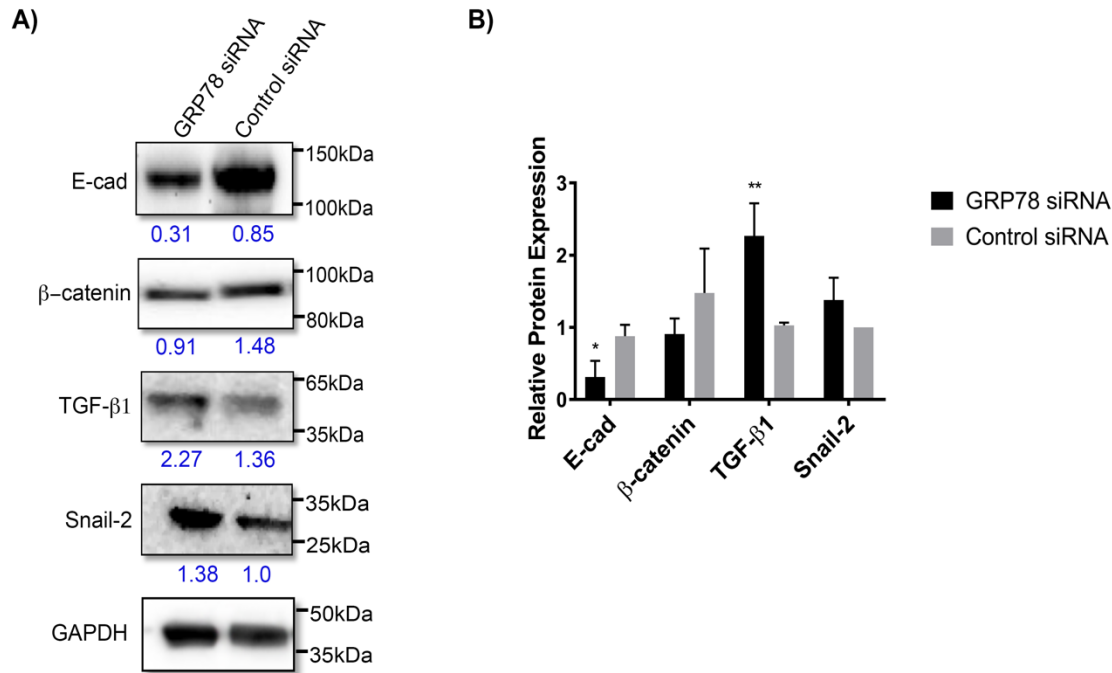 A)
GRP78 siRNA
Control siRNA
E-cad
150kDa
100kDa
0.31 0.85
β–catenin
100kDa
80kDa
0.91 1.48
TGF-β1
65kDa
35kDa
2.27 1.36
Snail-2
35kDa
25kDa
1.38 1.0
GAPDH
50kDa
35kDa
B)
Relative Protein Expression
3
2
1
0
*
**
E-cad
β-catenin
TGF-β1
Snail-2
GRP78 siRNA
Control siRNA